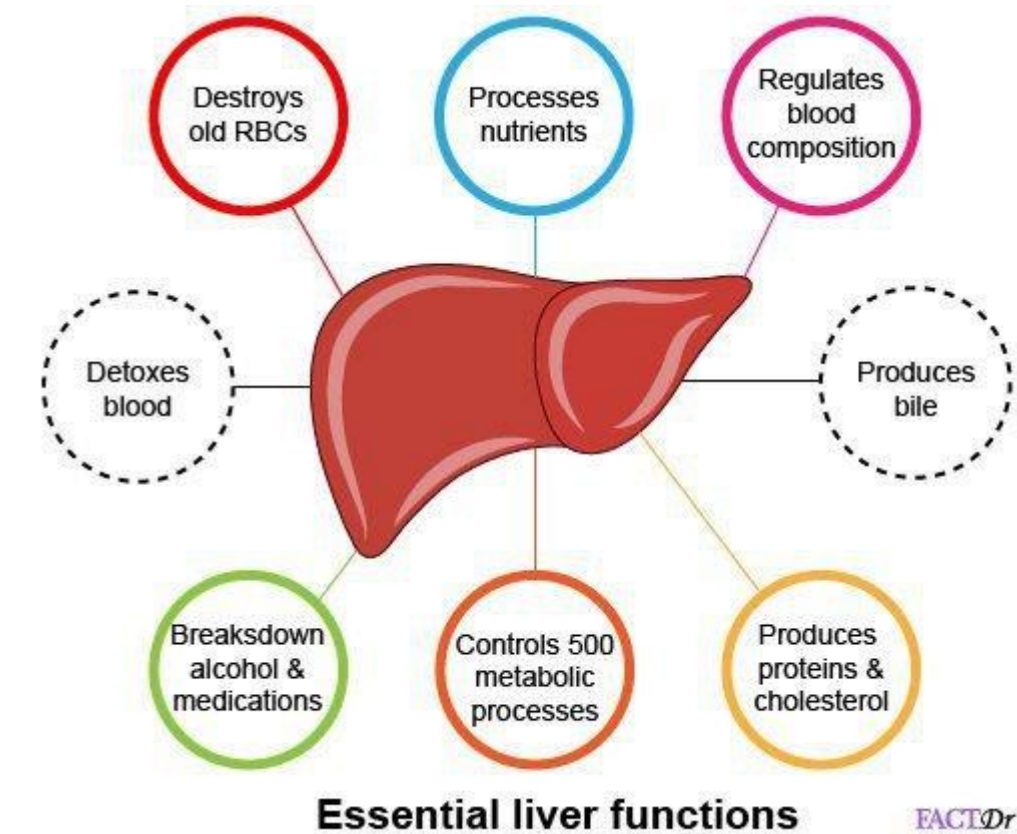 Destroys
old RBCs
Processes
nutrients
Regulates
blood
composition
Detoxes
blood
Produces
bile
Breaksdown
alcohol &
medications
Controls 500
metabolic
processes
Produces
proteins &
cholesterol
Essential liver functions
FACTDr